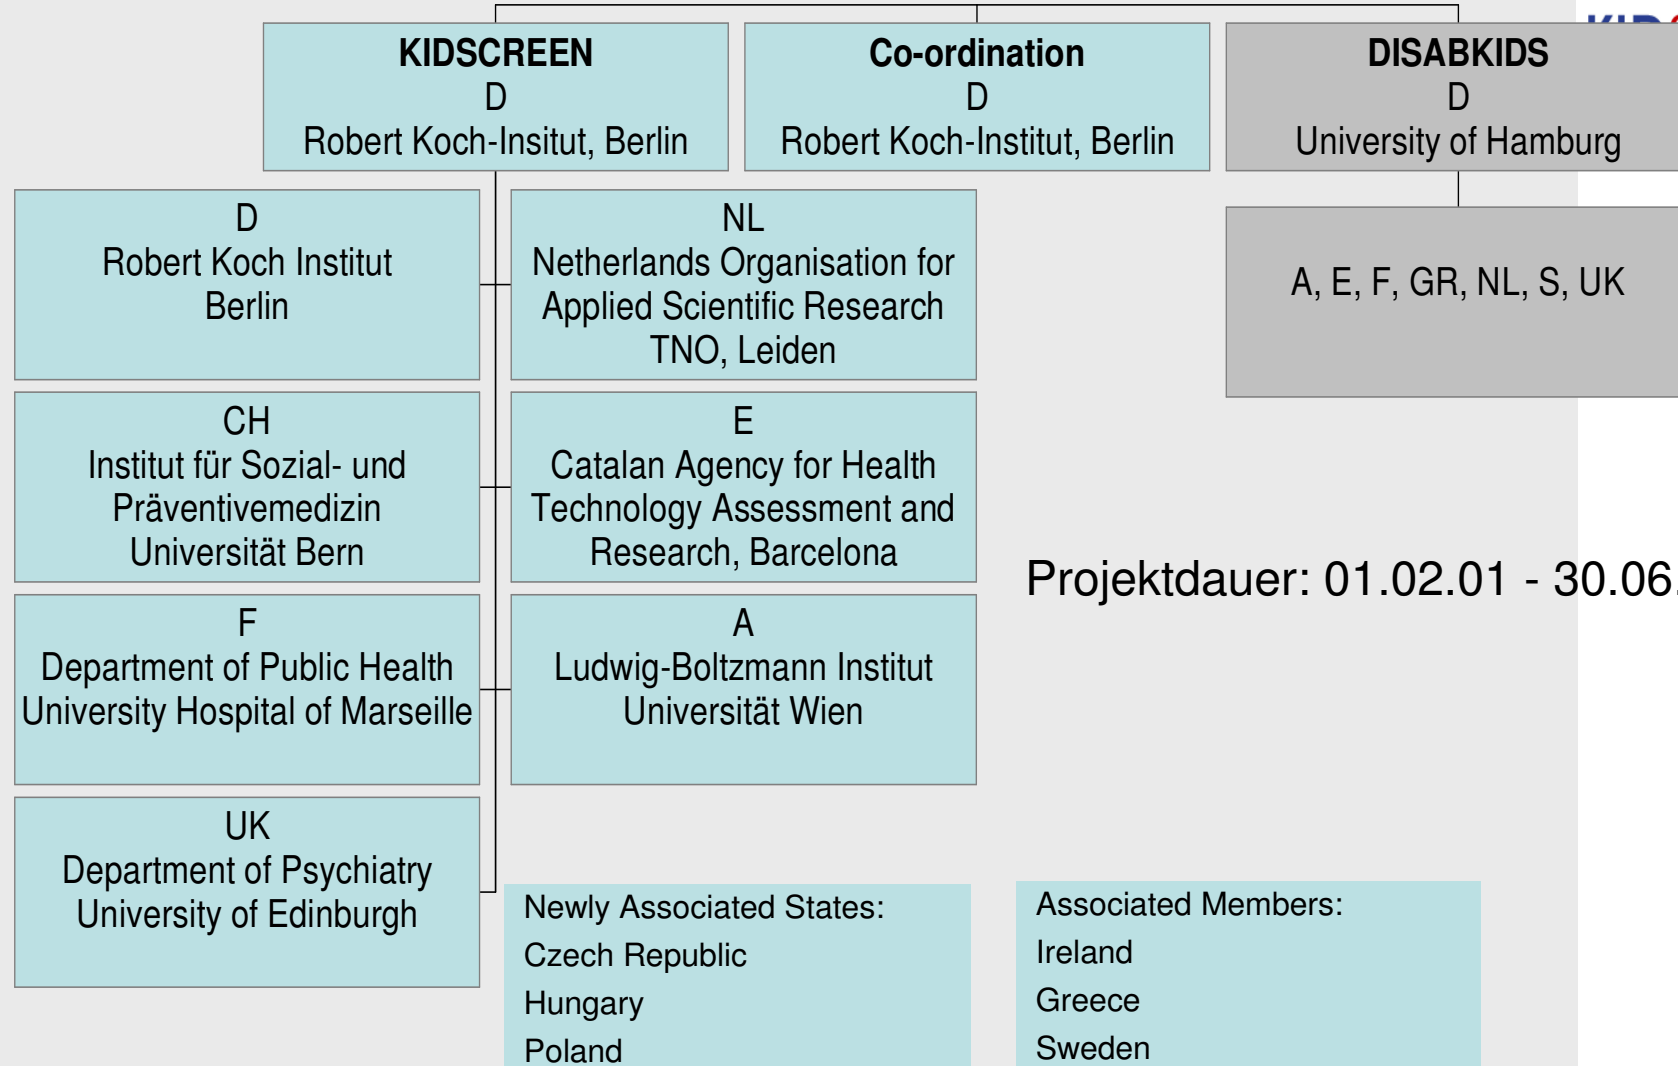 KIDSCREEN
D
Robert Koch-Insitut, Berlin
Co-ordination
D
Robert Koch-Institut, Berlin
DISABKIDS
D
University of Hamburg
D
Robert Koch Institut
Berlin
NL
Netherlands Organisation for
Applied Scientific Research
TNO, Leiden
A, E, F, GR, NL, S, UK
CH
Institut für Sozial- und
Präventivemedizin
Universität Bern
E
Catalan Agency for Health
Technology Assessment and
Research, Barcelona
Projektdauer: 01.02.01 - 30.06.
F
Department of Public Health
University Hospital of Marseille
A
Ludwig-Boltzmann Institut
Universität Wien
UK
Department of Psychiatry
University of Edinburgh
Newly Associated States:
Czech Republic
Hungary
Poland
Associated Members:
Ireland
Greece
Sweden